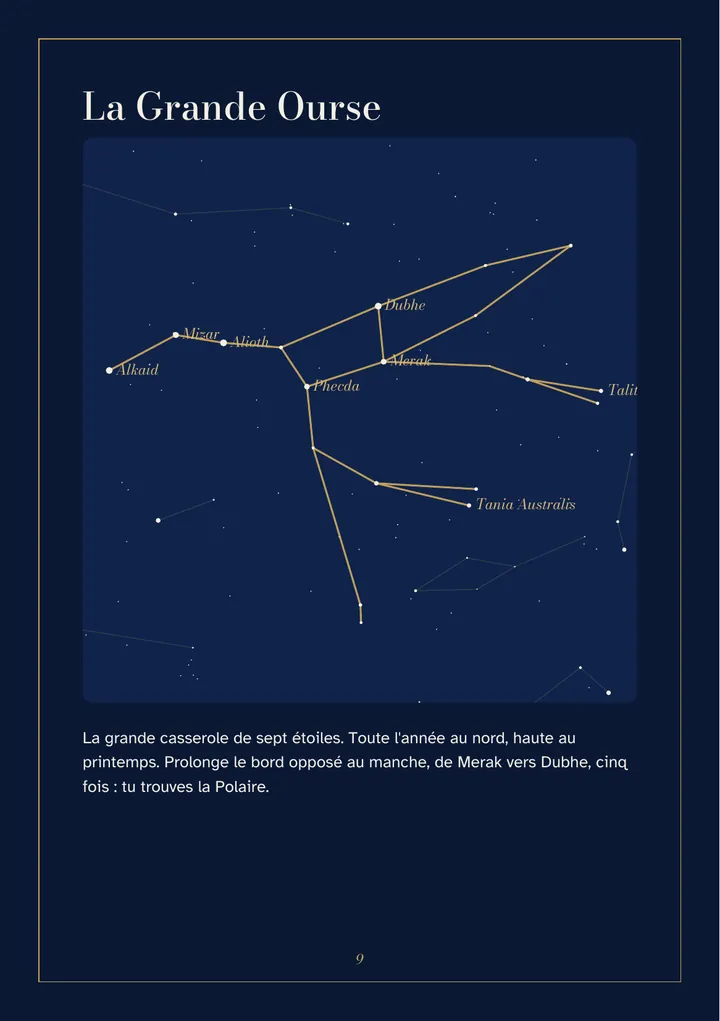 La Grande Ourse
Dubhe
Mizar
Alioth
Merak
Alkaid
Phecda
Talit
Tania Australis
La grande casserole de sept étoiles. Toute l'année au nord, haute au
printemps. Prolonge le bord opposé au manche, de Merak vers Dubhe, cinq
fois : tu trouves la Polaire.
9